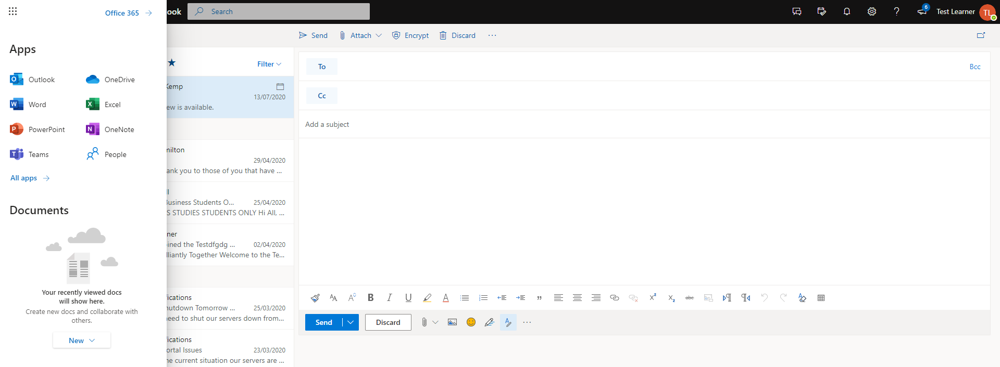 Office 365
Apps
Outlook
OneDrive
Word
Excel
PowerPoint
OneNote
Teams
People
All apps
Documents
Your recently viewed docs
will show here.
Create new docs and collaborate with
others.
New
ook
Search
6
Test Learner
TL
Send
Attach
Encrypt
Discard
Filter
Kemp
13/07/2020
ew is available.
milton
29/04/2020
ank you to those of you that have ...
ll
Business Students O... 25/04/2020
S STUDIES STUDENTS ONLY Hi All, ...
ner
ined the Testdfgdg ... 02/04/2020
lliantly Together Welcome to the Te...
fications
hutdown Tomorrow ... 25/03/2020
need to shut our servers down from...
fications
ortal Issues 23/03/2020
he current situation our servers are ...
To
Bcc
Cc
Add a subject
Send
Discard